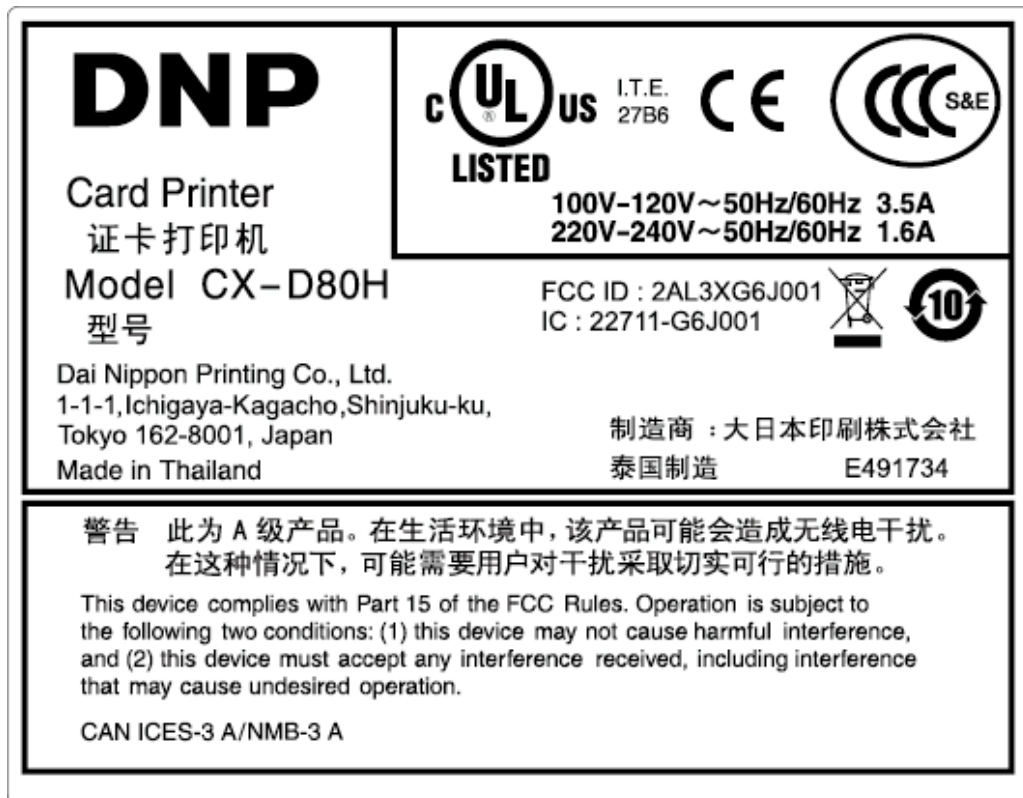 DNP
Card Printer
证卡打印机
Model CX-D80H
型号
Dai Nippon Printing Co., Ltd.
1-1-1,Ichigaya-Kagacho,Shinjuku-ku,
Tokyo 162-8001, Japan
Made in Thailand
C UL ® US
LISTED
I.T.E.
27B6
CE
CCC S&E
100V-120V~50Hz/60Hz 3.5A
220V-240V~50Hz/60Hz 1.6A
FCC ID : 2AL3XG6J001
IC : 22711-G6J001
10
制造商 : 大日本印刷株式会社
泰国制造 E491734
警告 此为 A 级产品。在生活环境中，该产品可能会造成无线电干扰。
在这种情况下，可能需要用户对干扰采取切实可行的措施。
This device complies with Part 15 of the FCC Rules. Operation is subject to
the following two conditions: (1) this device may not cause harmful interference,
and (2) this device must accept any interference received, including interference
that may cause undesired operation.
CAN ICES-3 A/NMB-3 A